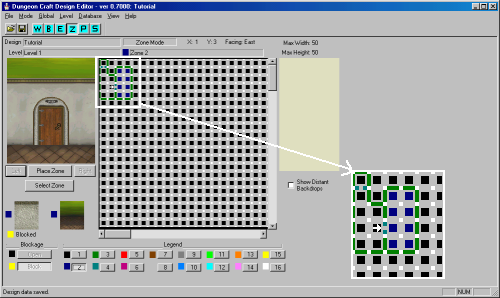 Dungeon Craft Design Editor - ver 0.7000: Tutorial
File Mode Global Level Database View Help
W B E Z P S
Design Tutorial Zone Mode X: 1 Y: 3 Facing: East
Level Level 1 Zone 2
Max Width: 50
Max Height: 50
Place Zone
Select Zone
Show Distant
Backdrops
Blocked
Blockage Legend
Open 1 3 5 7 9 11 13 15
Block 2 4 6 8 10 12 14 16
Design data saved. NUM